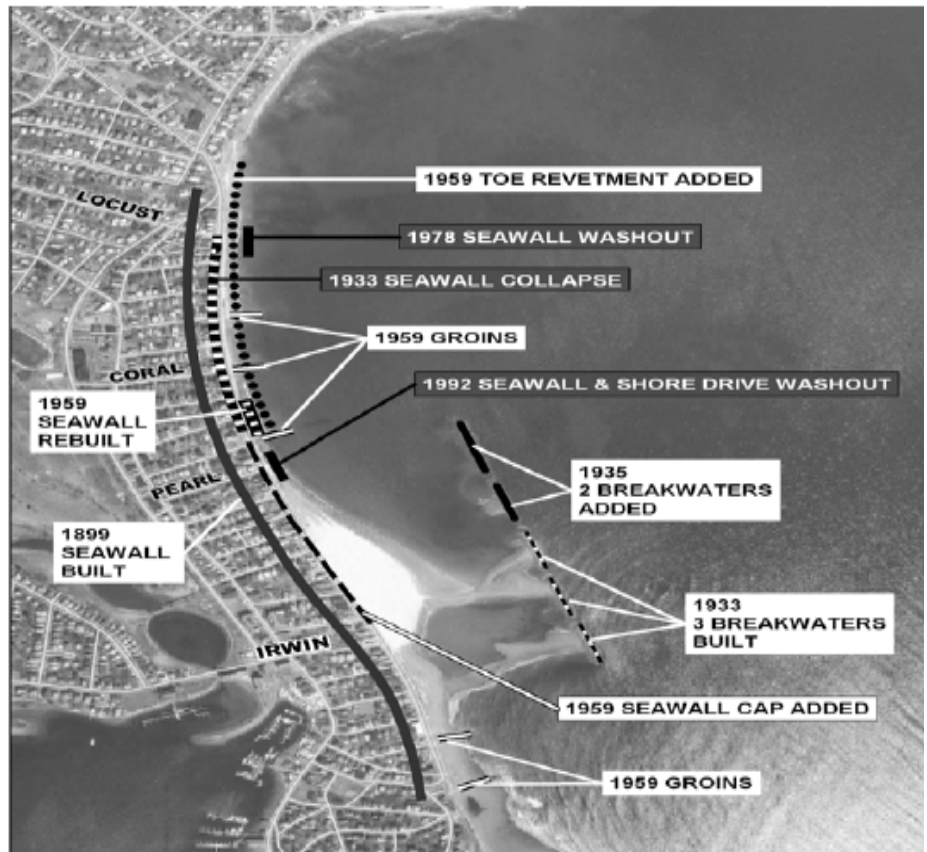 1959 TOE REVETMENT ADDED
LOCUST
1978 SEAWALL WASHOUT
1933 SEAWALL COLLAPSE
1959 GROINS
CORAL
1992 SEAWALL & SHORE DRIVE WASHOUT
1959
SEAWALL
REBUILT
1935
2 BREAKWATERS
ADDED
PEARL
1899
SEAWALL
BUILT
1933
3 BREAKWATERS
BUILT
IRWIN
1959 SEAWALL CAP ADDED
1959 GROINS